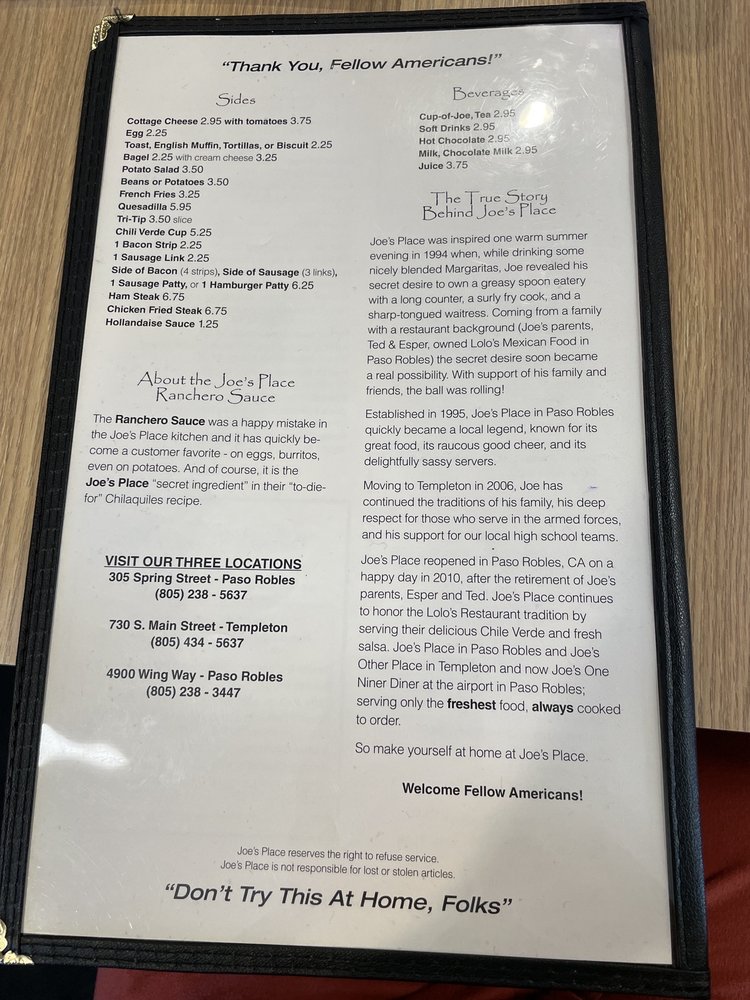 "Thank You, Fellow Americans!"
Sides
Cottage Cheese 2.95 with tomatoes 3.75
Egg 2.25
Toast, English Muffin, Tortillas, or Biscuit 2.25
Bagel 2.25 with cream cheese 3.25
Potato Salad 3.50
Beans or Potatoes 3.50
French Fries 3.25
Quesadilla 5.95
Tri-Tip 3.50 slice
Chili Verde Cup 5.25
1 Bacon Strip 2.25
1 Sausage Link 2.25
Side of Bacon (4 strips), Side of Sausage (3 links),
1 Sausage Patty, or 1 Hamburger Patty 6.25
Ham Steak 6.75
Chicken Fried Steak 6.75
Hollandaise Sauce 1.25
About the Joe's Place
Ranchero Sauce
The Ranchero Sauce was a happy mistake in
the Joe's Place kitchen and it has quickly be-
come a customer favorite - on eggs, burritos,
even on potatoes. And of course, it is the
Joe's Place "secret ingredient" in their "to-die-
for" Chilaquiles recipe.
VISIT OUR THREE LOCATIONS
305 Spring Street - Paso Robles
(805) 238 - 5637
730 S. Main Street - Templeton
(805) 434 - 5637
4900 Wing Way - Paso Robles
(805) 238 - 3447
Beverages
Cup-of-Joe, Tea 2.95
Soft Drinks 2.95
Hot Chocolate 2.95
Milk, Chocolate Milk 2.95
Juice 3.75
The True Story
Behind Joe's Place
Joe's Place was inspired one warm summer
evening in 1994 when, while drinking some
nicely blended Margaritas, Joe revealed his
secret desire to own a greasy spoon eatery
with a long counter, a surly fry cook, and a
sharp-tongued waitress. Coming from a family
with a restaurant background (Joe's parents,
Ted & Esper, owned Lolo's Mexican Food in
Paso Robles) the secret desire soon became
a real possibility. With support of his family and
friends, the ball was rolling!
Established in 1995, Joe's Place in Paso Robles
quickly became a local legend, known for its
great food, its raucous good cheer, and its
delightfully sassy servers.
Moving to Templeton in 2006, Joe has
continued the traditions of his family, his deep
respect for those who serve in the armed forces,
and his support for our local high school teams.
Joe's Place reopened in Paso Robles, CA on a
happy day in 2010, after the retirement of Joe's
parents, Esper and Ted. Joe's Place continues
to honor the Lolo's Restaurant tradition by
serving their delicious Chile Verde and fresh
salsa. Joe's Place in Paso Robles and Joe's
Other Place in Templeton and now Joe's One
Niner Diner at the airport in Paso Robles;
serving only the freshest food, always cooked
to order.
So make yourself at home at Joe's Place.
Welcome Fellow Americans!
Joe's Place reserves the right to refuse service.
Joe's Place is not responsible for lost or stolen articles.
"Don't Try This At Home, Folks"